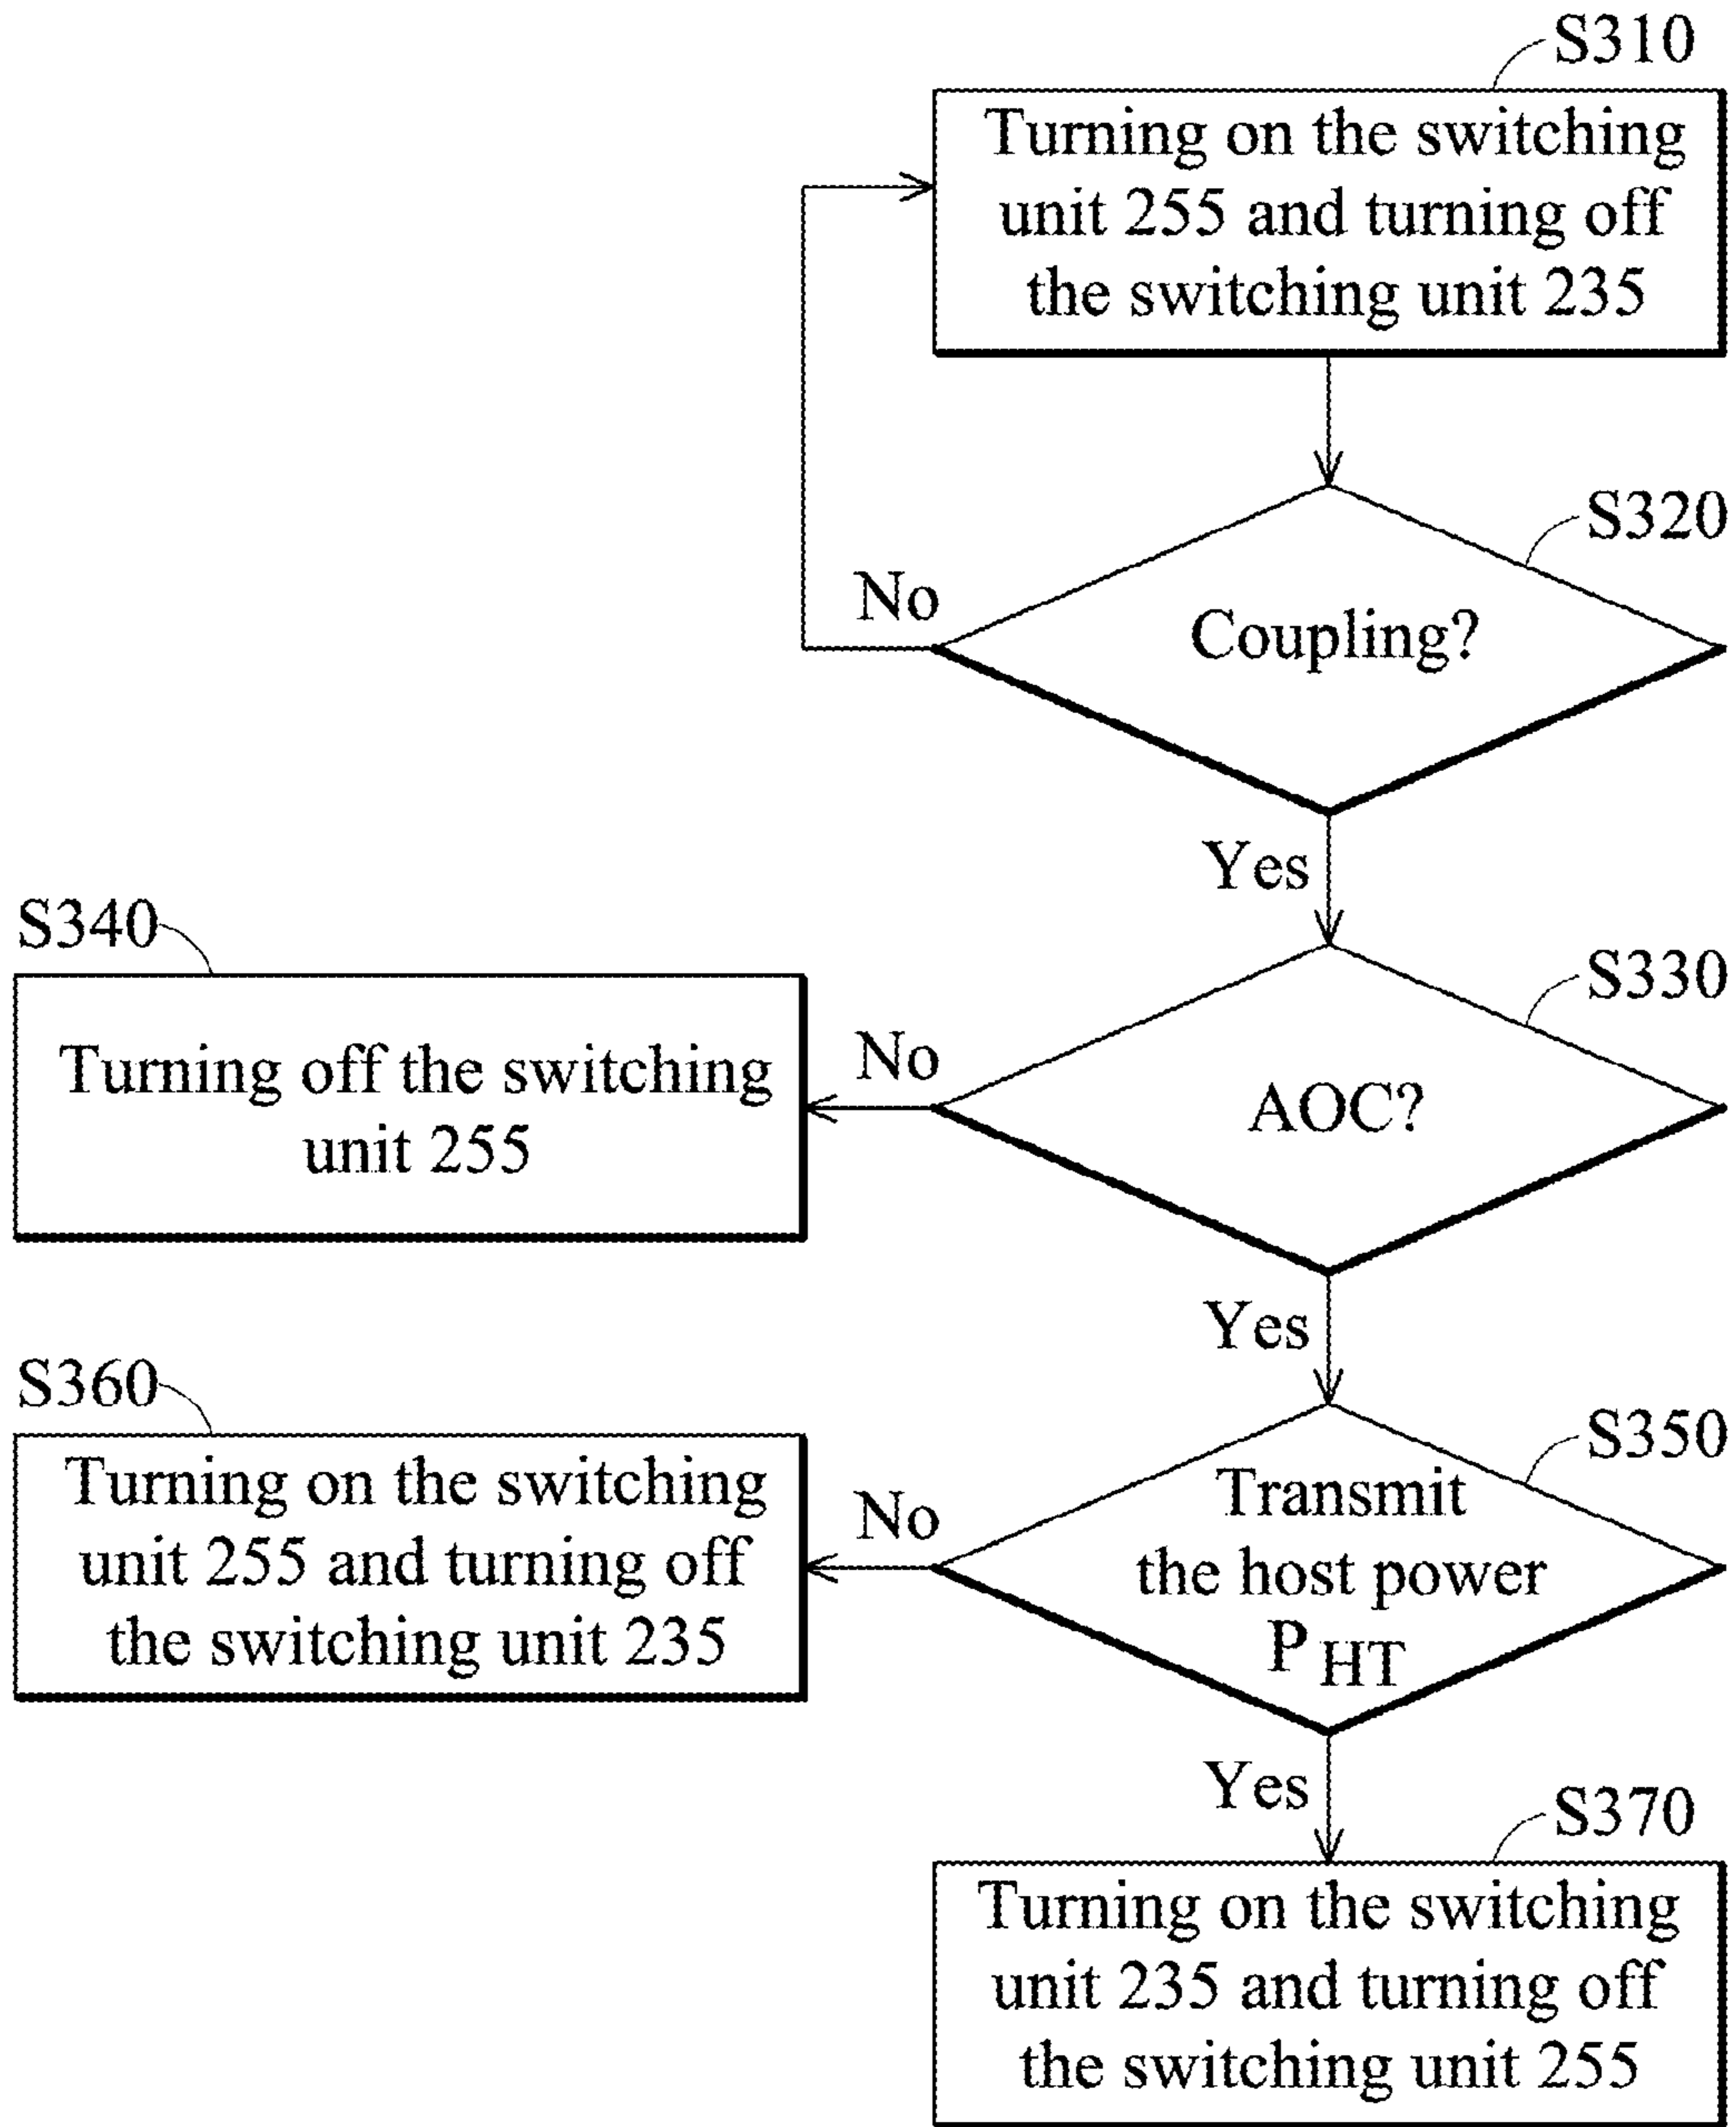 S310
Turning on the switching
unit 255 and turning off
the switching unit 235
S320
No
Coupling?
Yes
S340
S330
Turning off the switching
unit 255
No
AOC?
Yes
S360
S350
Turning on the switching
unit 255 and turning off
the switching unit 235
No
Transmit
the host power
P HT
Yes
S370
Turning on the switching
unit 235 and turning off
the switching unit 255